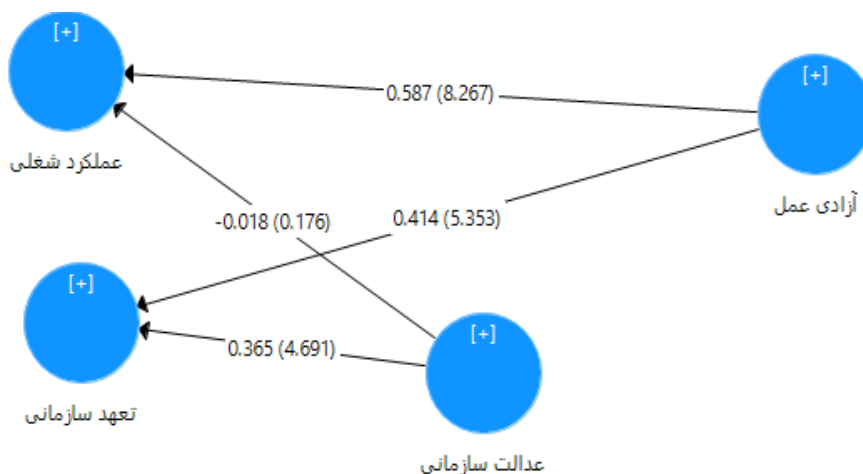 [+]
[+]
0.587 (8.267)
عملکرد شغلی
آزادی عمل
-0.018 (0.176)
0.414 (5.353)
[+]
[+]
0.365 (4.691)
تعهد سازمانی
عدالت سازمانی